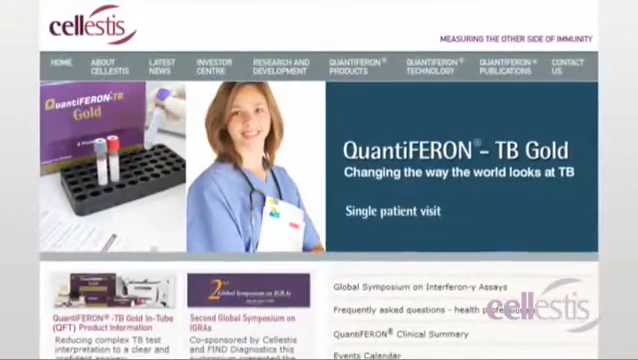 cellestis
MEASURING THE OTHER SIDE OF IMMUNITY
HOME
ABOUT
CELLESTIS
LATEST
NEWS
INVESTOR
CENTRE
RESEARCH AND
DEVELOPMENT
QUANTIFERON®
PRODUCTS
QUANTIFERON®
TECHNOLOGY
QUANTIFERON®
PUBLICATIONS
CONTACT
US
QuantiFERON-TB
Gold
QuantiFERON® - TB Gold
Changing the way the world looks at TB
Single patient visit
2nd
Global Symposium on IGRAs
QuantiFERON® -TB Gold In-Tube
(QFT) Product Information
Reducing complex TB test
interpretation to a clear and
Second Global Symposium on
IGRAs
Co-sponsored by Cellestis
and FIND Diagnostics this
Global Symposium on Interferon-γ Assays
Frequently asked questions - health
QuantiFERON® Clinical Summary
Events Calendar
cellestis